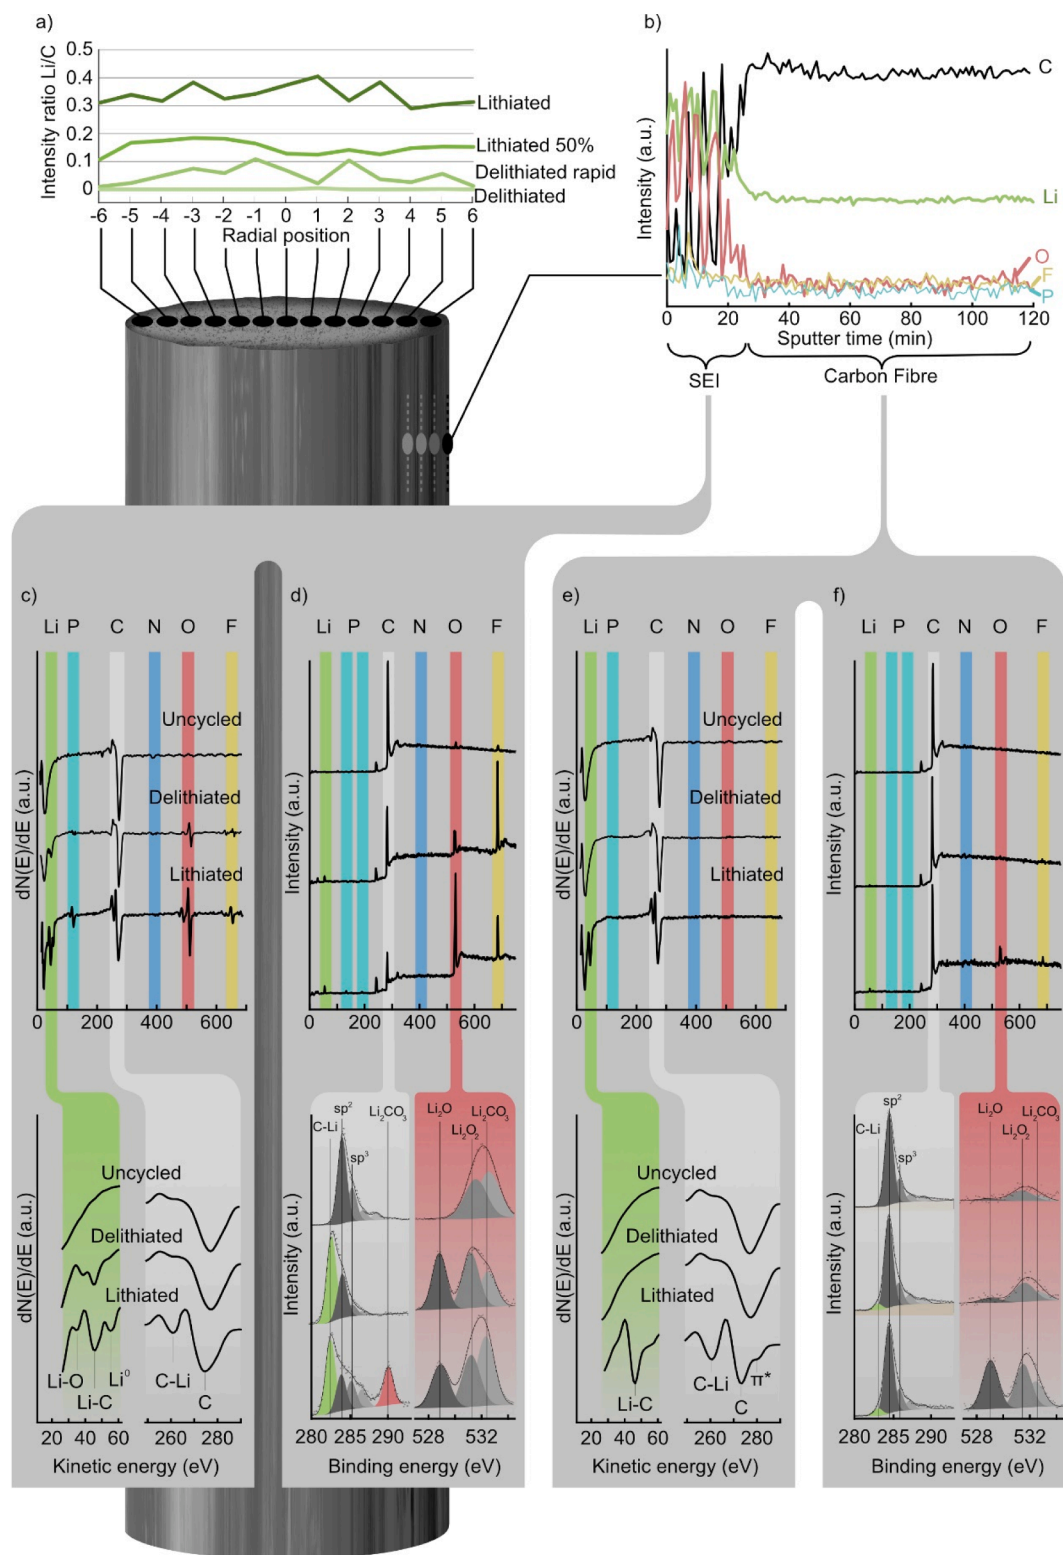 a)
Intensity ratio Li/C
0.5
0.4
0.3
0.2
0.1
0
Lithiated
Lithiated 50%
Delithiated rapid
Delithiated
-6 -5 -4 -3 -2 -1 0 1 2 3 4 5 6
Radial position
b)
Intensity (a.u.)
C
Li
O
F
P
0 20 40 60 80 100 120
Sputter time (min)
SEI
Carbon Fibre
c)
Li P C N O F
dN(E)/dE (a.u.)
Uncycled
Delithiated
Lithiated
0 200 400 600
dN(E)/dE (a.u.)
Uncycled
Delithiated
Lithiated
Li-O
Li-C
Li⁰
C-Li
C
20 40 60 260 280
Kinetic energy (eV)
d)
Li P C N O F
Intensity (a.u.)
0 200 400 600
C-Li
sp²
sp³
Li₂CO₃
Li₂O
Li₂O₂
Li₂CO₃
Intensity (a.u.)
280 285 290 528 532
Binding energy (eV)
e)
Li P C N O F
dN(E)/dE (a.u.)
Uncycled
Delithiated
Lithiated
0 200 400 600
dN(E)/dE (a.u.)
Uncycled
Delithiated
Lithiated
Li-C
C-Li
C
π*
20 40 60 260 280
Kinetic energy (eV)
f)
Li P C N O F
Intensity (a.u.)
0 200 400 600
C-Li
sp²
sp³
Li₂O
Li₂O₂
Li₂CO₃
Intensity (a.u.)
280 285 290 528 532
Binding energy (eV)